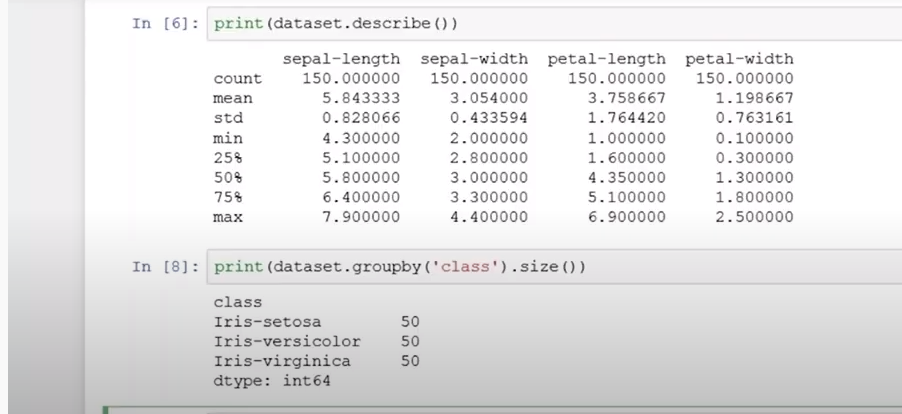 In [6]: print(dataset.describe())
sepal-length sepal-width petal-length petal-width
count 150.000000 150.000000 150.000000 150.000000
mean 5.843333 3.054000 3.758667 1.198667
std 0.828066 0.433594 1.764420 0.763161
min 4.300000 2.000000 1.000000 0.100000
25% 5.100000 2.800000 1.600000 0.300000
50% 5.800000 3.000000 4.350000 1.300000
75% 6.400000 3.300000 5.100000 1.800000
max 7.900000 4.400000 6.900000 2.500000
In [8]: print(dataset.groupby('class').size())
class
Iris-setosa 50
Iris-versicolor 50
Iris-virginica 50
dtype: int64